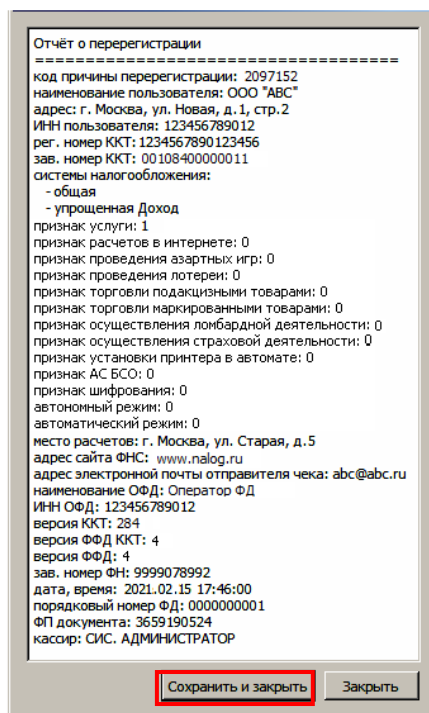 Отчёт о перерегистрации
========================================
код причины перерегистрации: 2097152
наименование пользователя: ООО "АВС"
адрес: г. Москва, ул. Новая, д.1, стр.2
ИНН пользователя: 123456789012
рег. номер ККТ: 1234567890123456
зав. номер ККТ: 00108400000011
системы налогообложения:
- общая
- упрощенная Доход
признак услуги: 1
признак расчетов в интернете: 0
признак проведения азартных игр: 0
признак проведения лотереи: 0
признак торговли подакцизными товарами: 0
признак торговли маркированными товарами: 0
признак осуществления ломбардной деятельности: 0
признак осуществления страховой деятельности: 0
признак установки принтера в автомате: 0
признак АС БСО: 0
признак шифрования: 0
автономный режим: 0
автоматический режим: 0
место расчетов: г. Москва, ул. Старая, д.5
адрес сайта ФНС: www.nalog.ru
адрес электронной почты отправителя чека: abc@abc.ru
наименование ОФД: Оператор ФД
ИНН ОФД: 123456789012
версия ККТ: 284
версия ФФД ККТ: 4
версия ФФД: 4
зав. номер ФН: 9999078992
дата, время: 2021.02.15 17:46:00
порядковый номер ФД: 0000000001
ФП документа: 3659190524
кассир: СИС. АДМИНИСТРАТОР
Сохранить и закрыть Закрыть